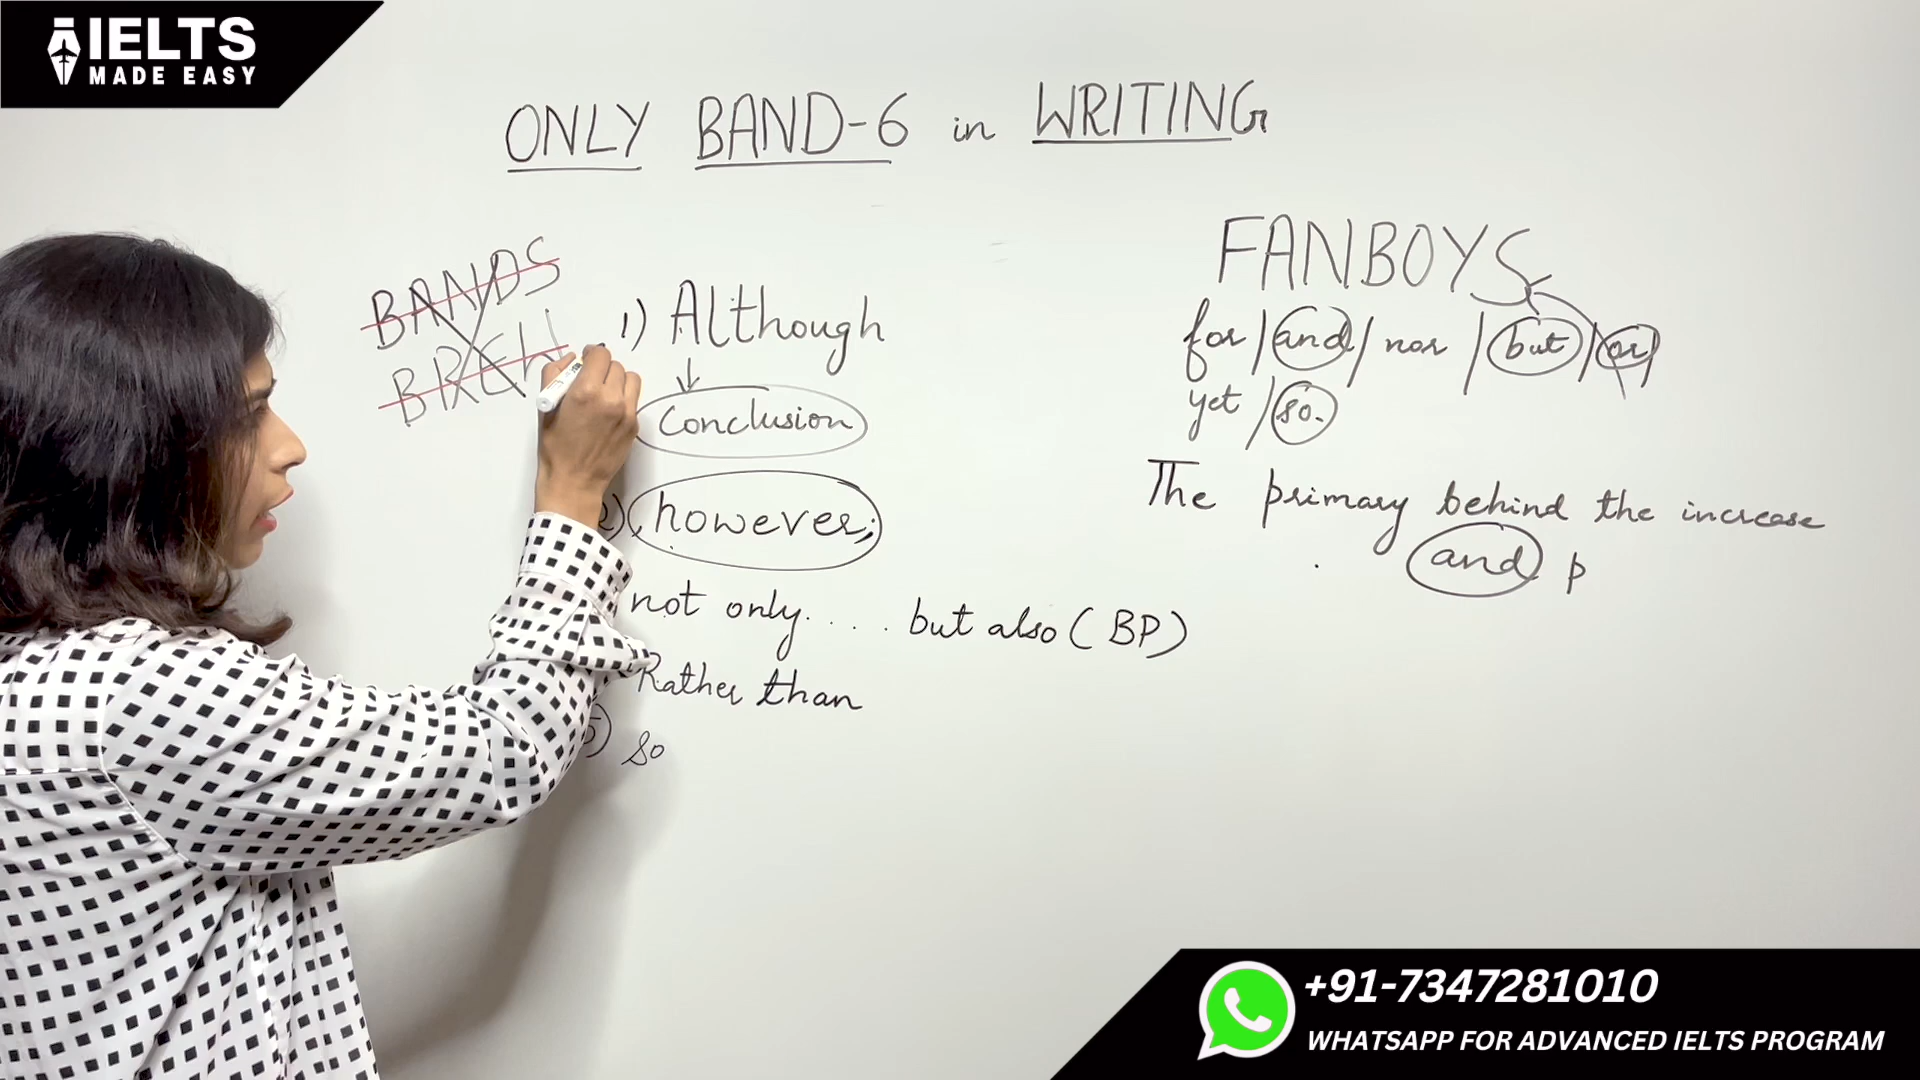 IELTS
MADE EASY
ONLY BAND-6 in WRITING
BANDS
1) Although
Conclusion
2) , however,;
not only..... but also (BP)
Rather than
5) so
FANBOYS
for / and / nor / but / or /
yet / so.
The primary behind the increase
and p
+91-7347281010
WHATSAPP FOR ADVANCED IELTS PROGRAM